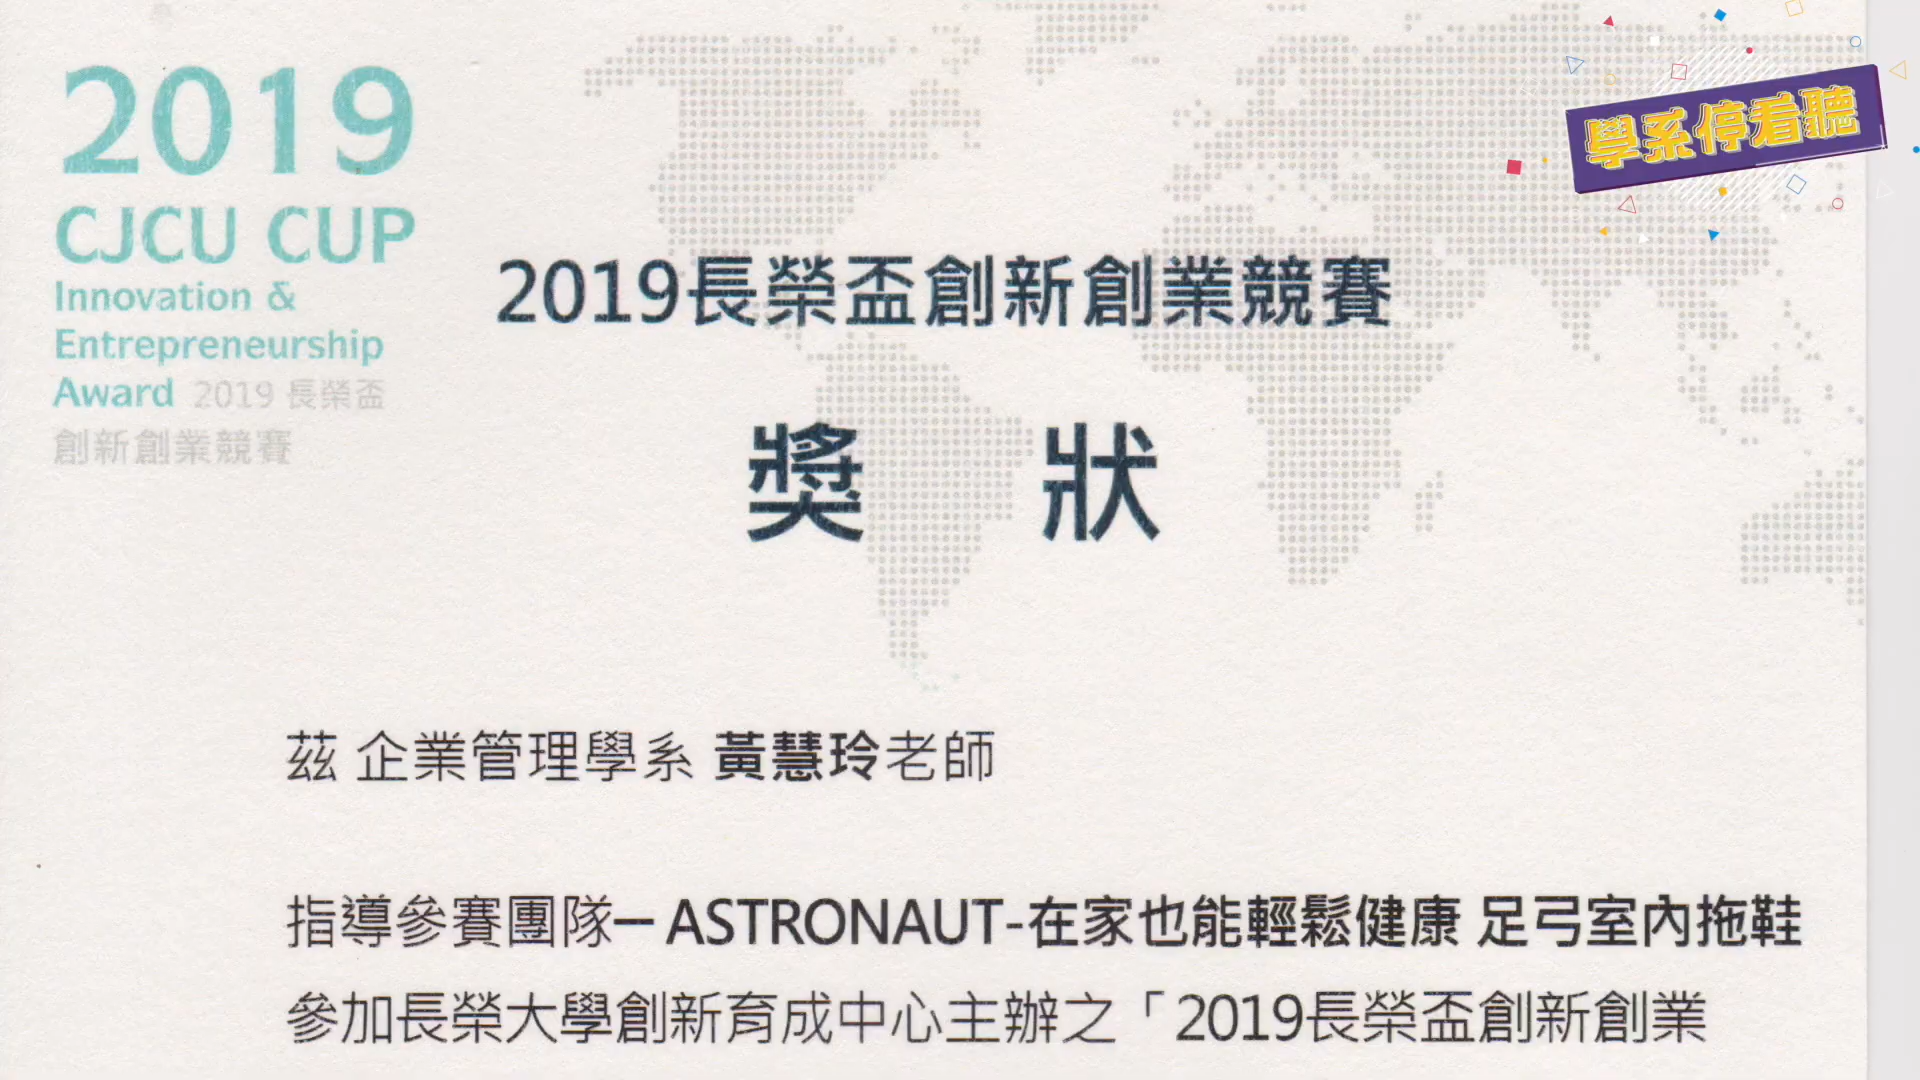 2019
CJCU CUP
Innovation &
Entrepreneurship
Award 2019 長榮盃
創新創業競賽
學系停看聽
2019長榮盃創新創業競賽
獎 狀
茲 企業管理學系 黃慧玲老師
指導參賽團隊─ ASTRONAUT-在家也能輕鬆健康 足弓室內拖鞋
參加長榮大學創新育成中心主辦之「2019長榮盃創新創業